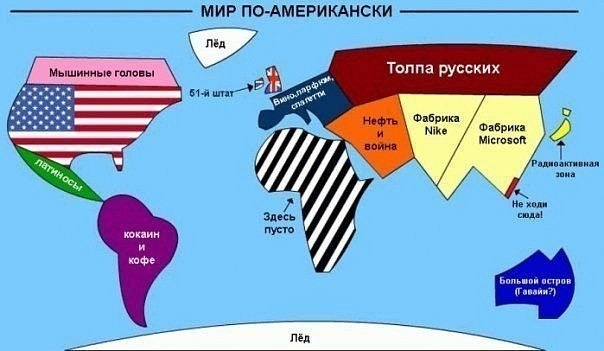 МИР ПО-АМЕРИКАНСКИ
Лёд
Мышинные головы
51-й штат
Вино,парфюм,
спагетти
Толпа русских
Нефть
и
война
Фабрика
Nike
Фабрика
Microsoft
Радиоактивная
зона
латиносы
Не ходи
сюда!
Здесь
пусто
кокаин
и
кофе
Большой остров
(Гавайи?)
Лёд